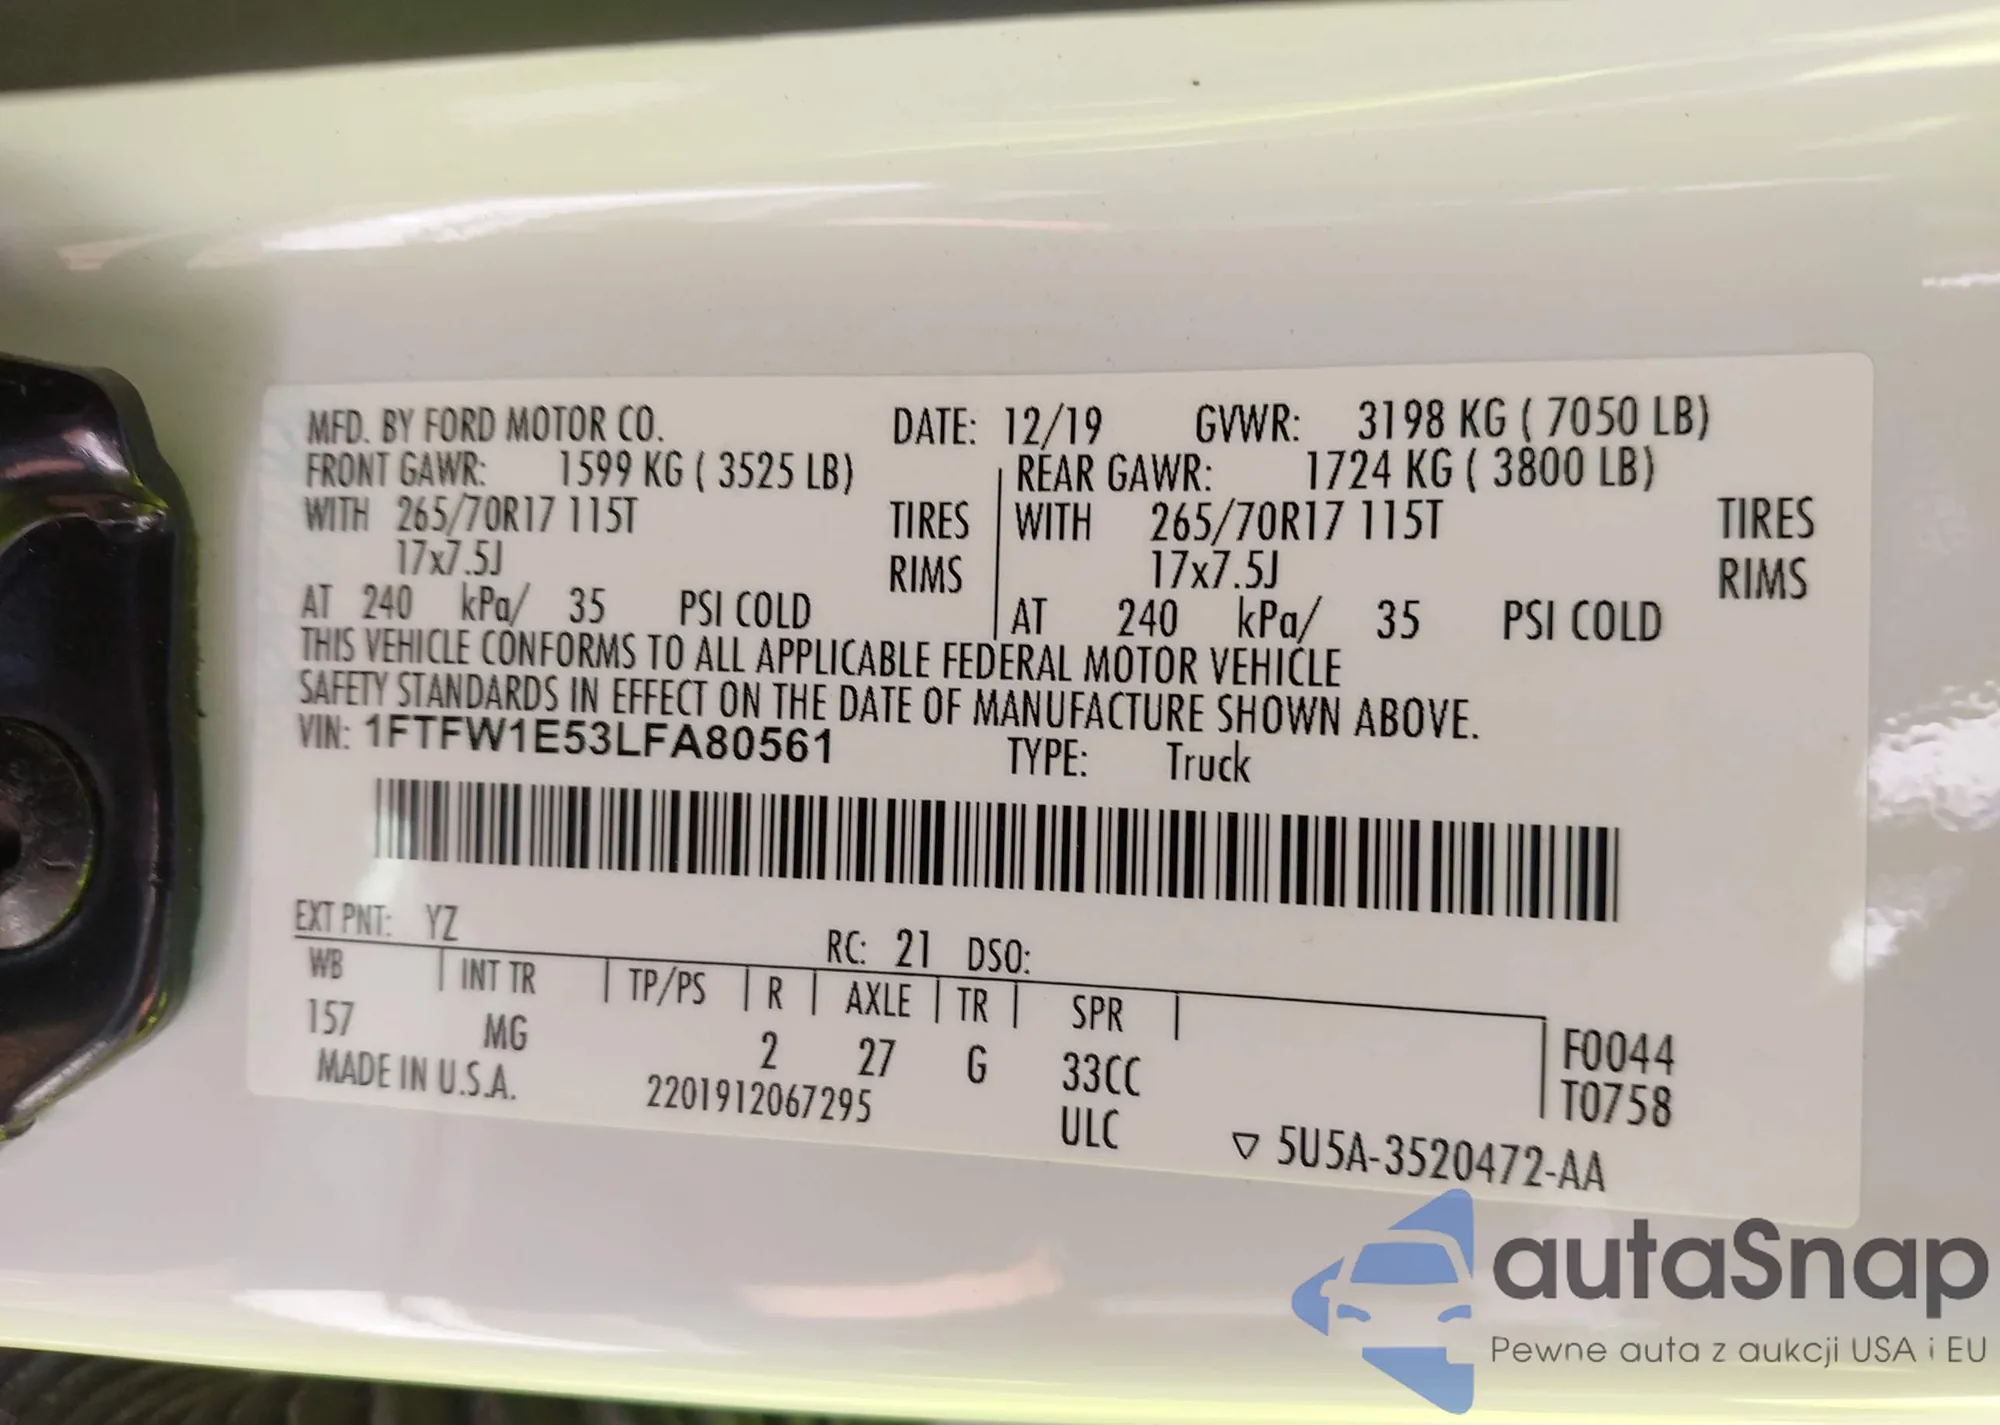 MFD. BY FORD MOTOR CO. DATE: 12/19 GVWR: 3198 KG ( 7050 LB)
FRONT GAWR: 1599 KG ( 3525 LB) REAR GAWR: 1724 KG ( 3800 LB)
WITH 265/70R17 115T TIRES WITH 265/70R17 115T TIRES
17x7.5J RIMS 17x7.5J RIMS
AT 240 kPa/ 35 PSI COLD AT 240 kPa/ 35 PSI COLD
THIS VEHICLE CONFORMS TO ALL APPLICABLE FEDERAL MOTOR VEHICLE
SAFETY STANDARDS IN EFFECT ON THE DATE OF MANUFACTURE SHOWN ABOVE.
VIN: 1FTFW1E53LFA80561 TYPE: Truck
EXT PNT: YZ RC: 21 DSO:
WB INT TR TP/PS R AXLE TR SPR
157 MG 2 27 G 33CC F0044
MADE IN U.S.A. 2201912067295 ULC T0758
▽ 5U5A-3520472-AA
autaSnap
Pewne auta z aukcji USA i EU